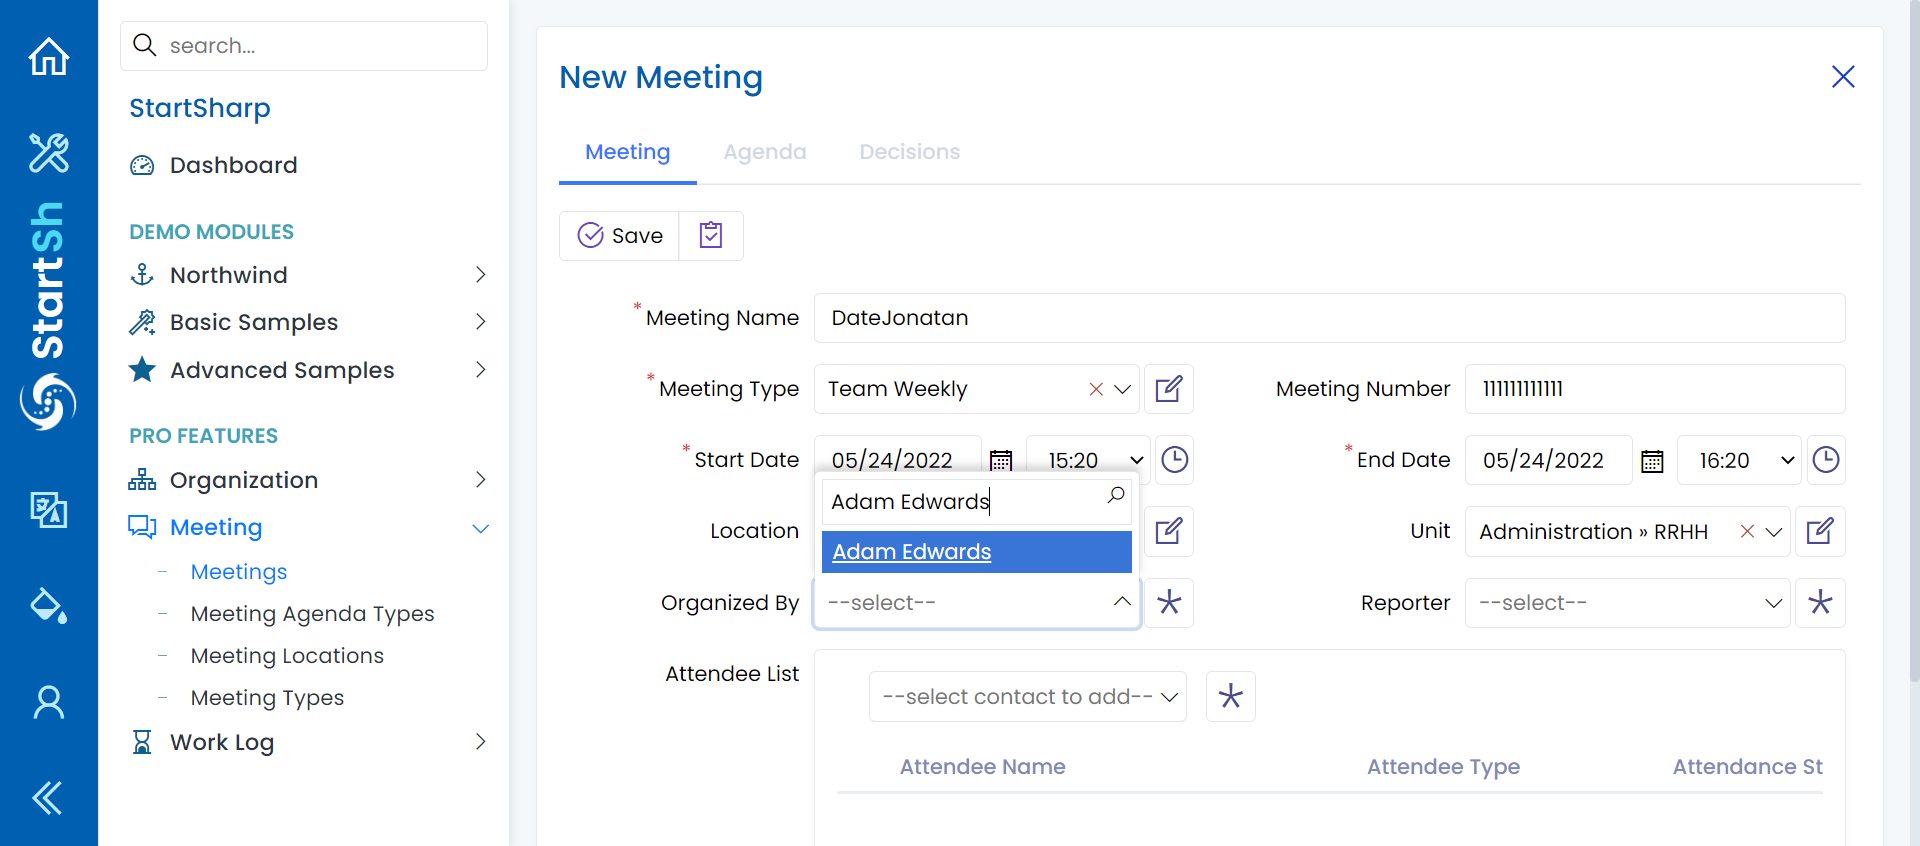 search...
StartSharp
Dashboard
DEMO MODULES
Northwind
Basic Samples
Advanced Samples
PRO FEATURES
Organization
Meeting
Meetings
Meeting Agenda Types
Meeting Locations
Meeting Types
Work Log
StartSh
New Meeting
Meeting Agenda Decisions
Save
* Meeting Name DateJonatan
* Meeting Type Team Weekly Meeting Number 111111111111
* Start Date 05/24/2022 15:20 * End Date 05/24/2022 16:20
Adam Edwards
Location Unit Administration » RRHH
Adam Edwards
Organized By --select-- Reporter --select--
Attendee List
--select contact to add--
Attendee Name Attendee Type Attendance St